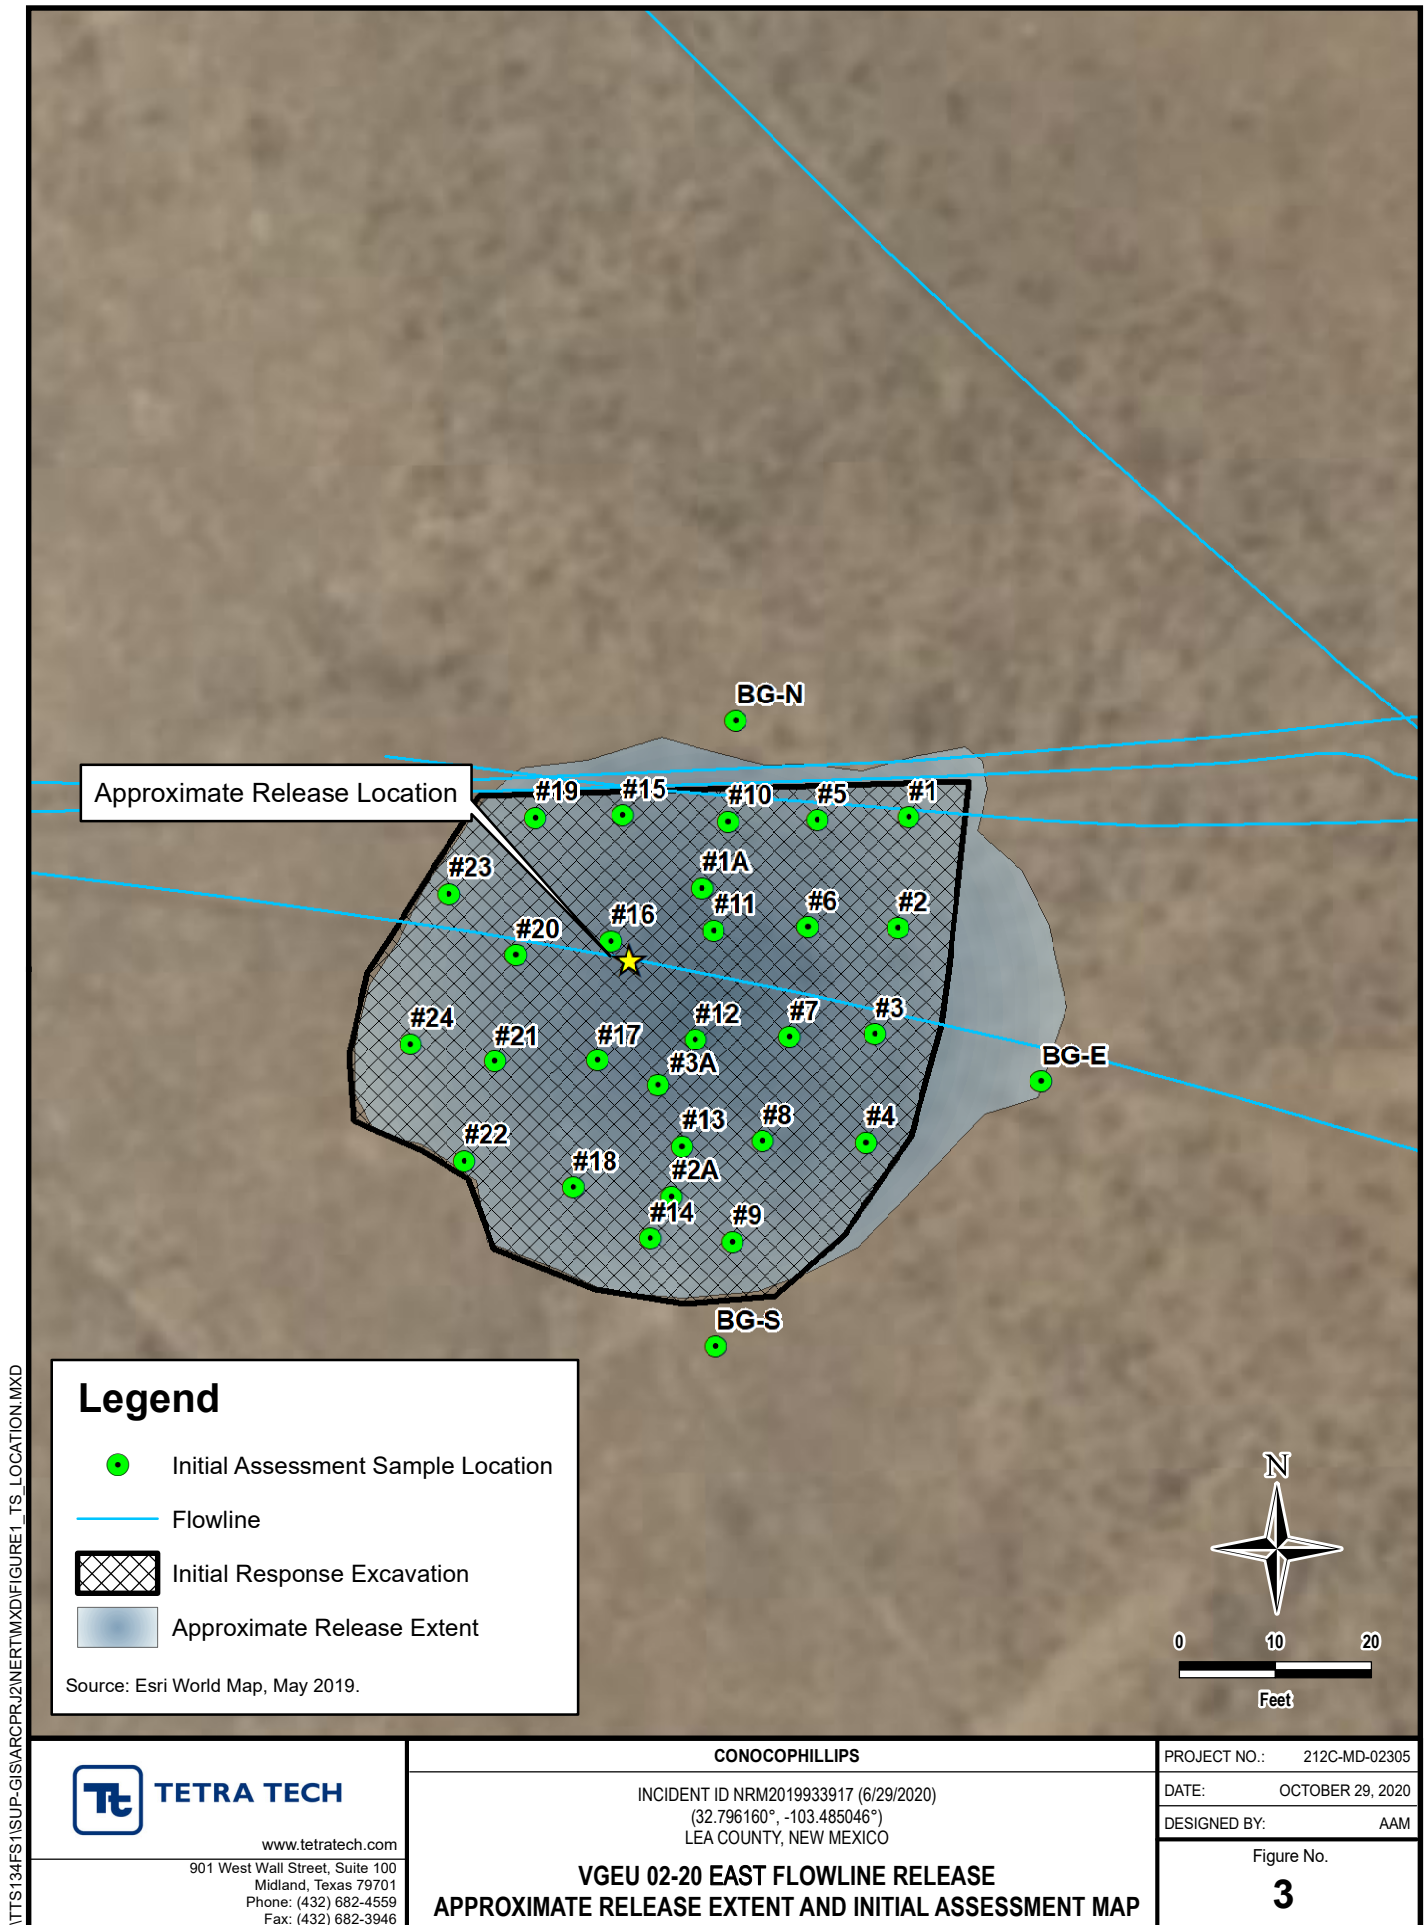 BG-N
Approximate Release Location
#19
#15
#10
#5
#1
#23
#1A
#11
#6
#2
#20
#16
#24
#21
#17
#12
#7
#3
#3A
BG-E
#22
#18
#13
#8
#4
#2A
#14
#9
BG-S
Legend
Initial Assessment Sample Location
Flowline
Initial Response Excavation
Approximate Release Extent
Source: Esri World Map, May 2019.
N
0 10 20
Feet
\TTS134FS1\SUP-GIS\ARCPRJ2\NERT\MXD\FIGURE1_TS_LOCATION.MXD
Tt TETRA TECH
www.tetratech.com
901 West Wall Street, Suite 100
Midland, Texas 79701
Phone: (432) 682-4559
Fax: (432) 682-3946
CONOCOPHILLIPS
INCIDENT ID NRM2019933917 (6/29/2020)
(32.796160°, -103.485046°)
LEA COUNTY, NEW MEXICO
VGEU 02-20 EAST FLOWLINE RELEASE
APPROXIMATE RELEASE EXTENT AND INITIAL ASSESSMENT MAP
PROJECT NO.: 212C-MD-02305
DATE: OCTOBER 29, 2020
DESIGNED BY: AAM
Figure No.
3